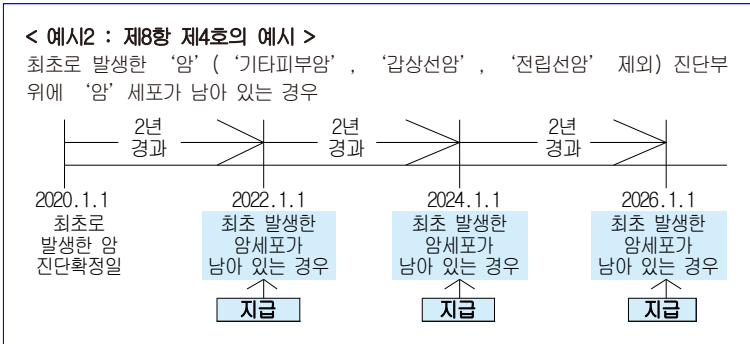 < 예시2 : 제8항 제4호의 예시 >
최초로 발생한 ‘암’(‘기타피부암’, ‘갑상선암’, ‘전립선암’ 제외) 진단부
위에 ‘암’세포가 남아 있는 경우
2년 2년 2년
경과 경과 경과
2020.1.1 2022.1.1 2024.1.1 2026.1.1
최초로 최초 발생한 최초 발생한 최초 발생한
발생한 암 암세포가 암세포가 암세포가
진단확정일 남아 있는 경우 남아 있는 경우 남아 있는 경우
지급 지급 지급